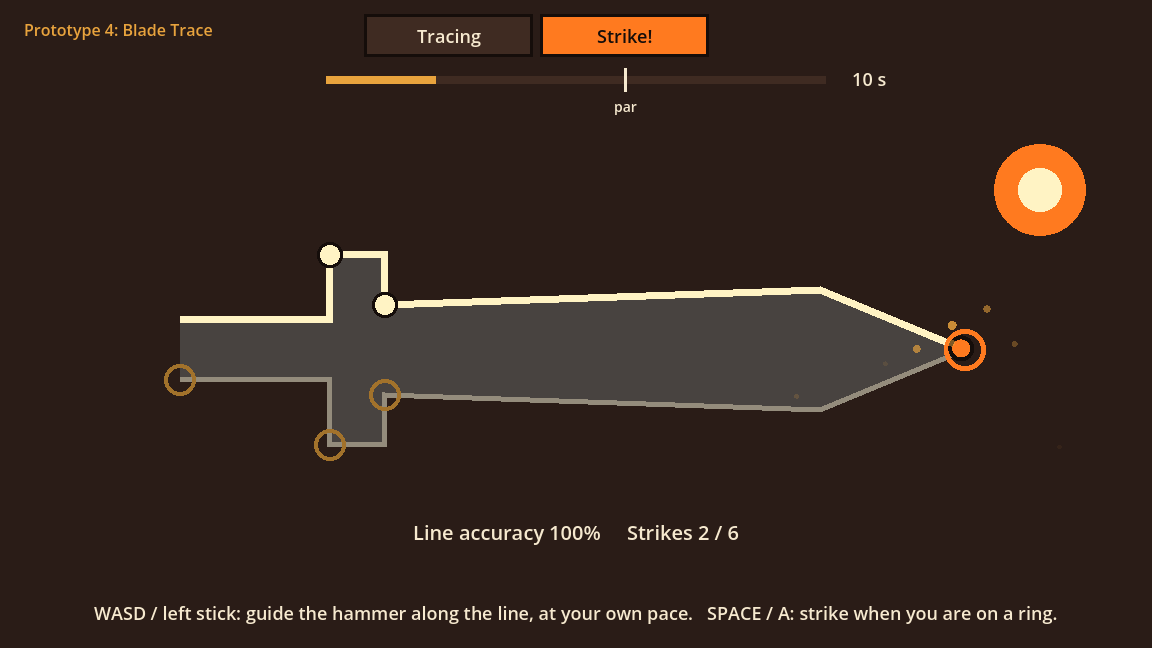 Prototype 4: Blade Trace
Tracing
Strike!
10 s
par
Line accuracy 100%
Strikes 2 / 6
WASD / left stick: guide the hammer along the line, at your own pace. SPACE / A: strike when you are on a ring.